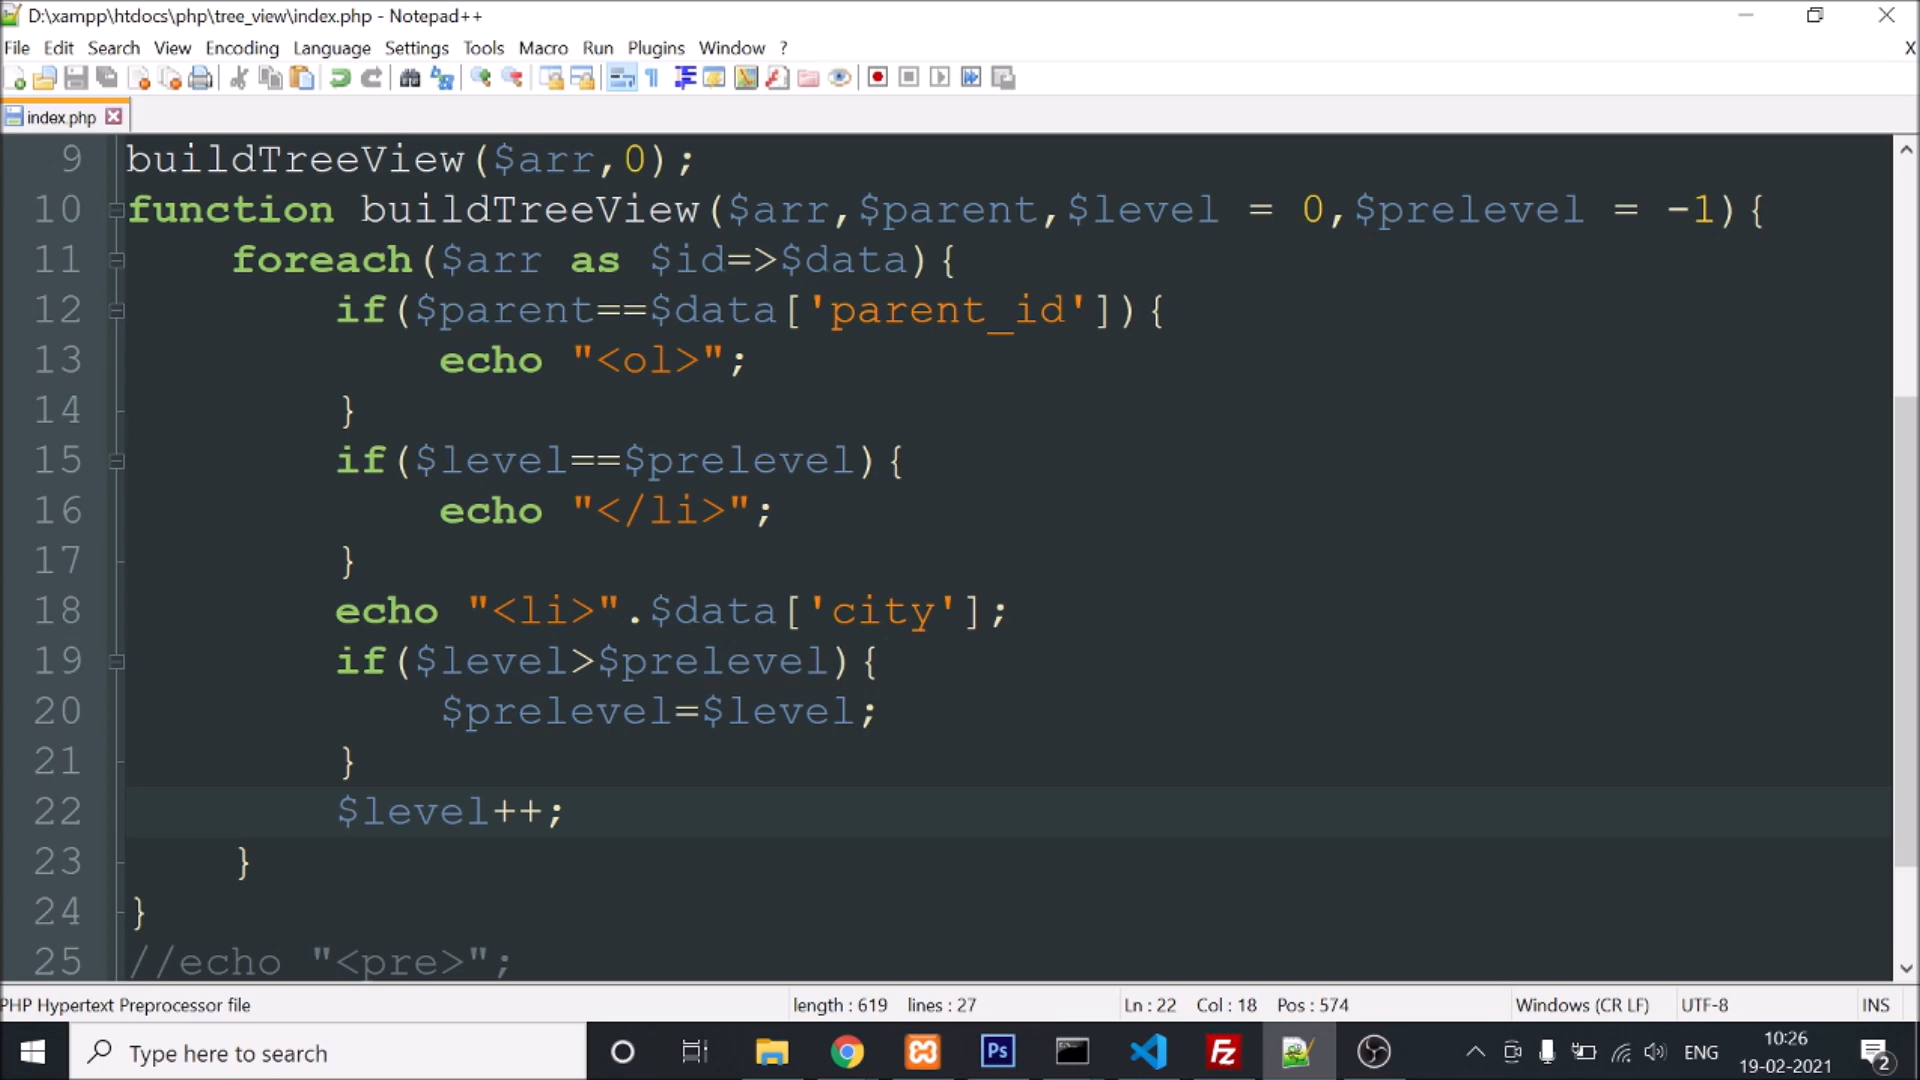 D:\xampp\htdocs\php\tree_view\index.php - Notepad++
File Edit Search View Encoding Language Settings Tools Macro Run Plugins Window ? X
index.php
9 buildTreeView($arr,0);
10 function buildTreeView($arr,$parent,$level = 0,$prelevel = -1){
11 foreach($arr as $id=>$data){
12 if($parent==$data['parent_id']){
13 echo "<ol>";
14 }
15 if($level==$prelevel){
16 echo "</li>";
17 }
18 echo "<li>".$data['city'];
19 if($level>$prelevel){
20 $prelevel=$level;
21 }
22 $level++;
23 }
24 }
25 //echo "<pre>";
PHP Hypertext Preprocessor file length : 619 lines : 27 Ln : 22 Col : 18 Pos : 574 Windows (CR LF) UTF-8 INS
Type here to search
Ps
Fz
ENG
10:26
19-02-2021
2